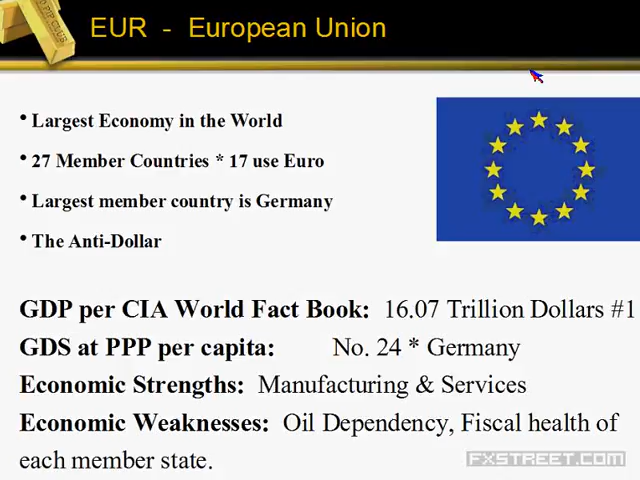 EUR - European Union
• Largest Economy in the World
• 27 Member Countries * 17 use Euro
• Largest member country is Germany
• The Anti-Dollar
GDP per CIA World Fact Book: 16.07 Trillion Dollars #1
GDS at PPP per capita: No. 24 * Germany
Economic Strengths: Manufacturing & Services
Economic Weaknesses: Oil Dependency, Fiscal health of
each member state.
FXSTREET.COM